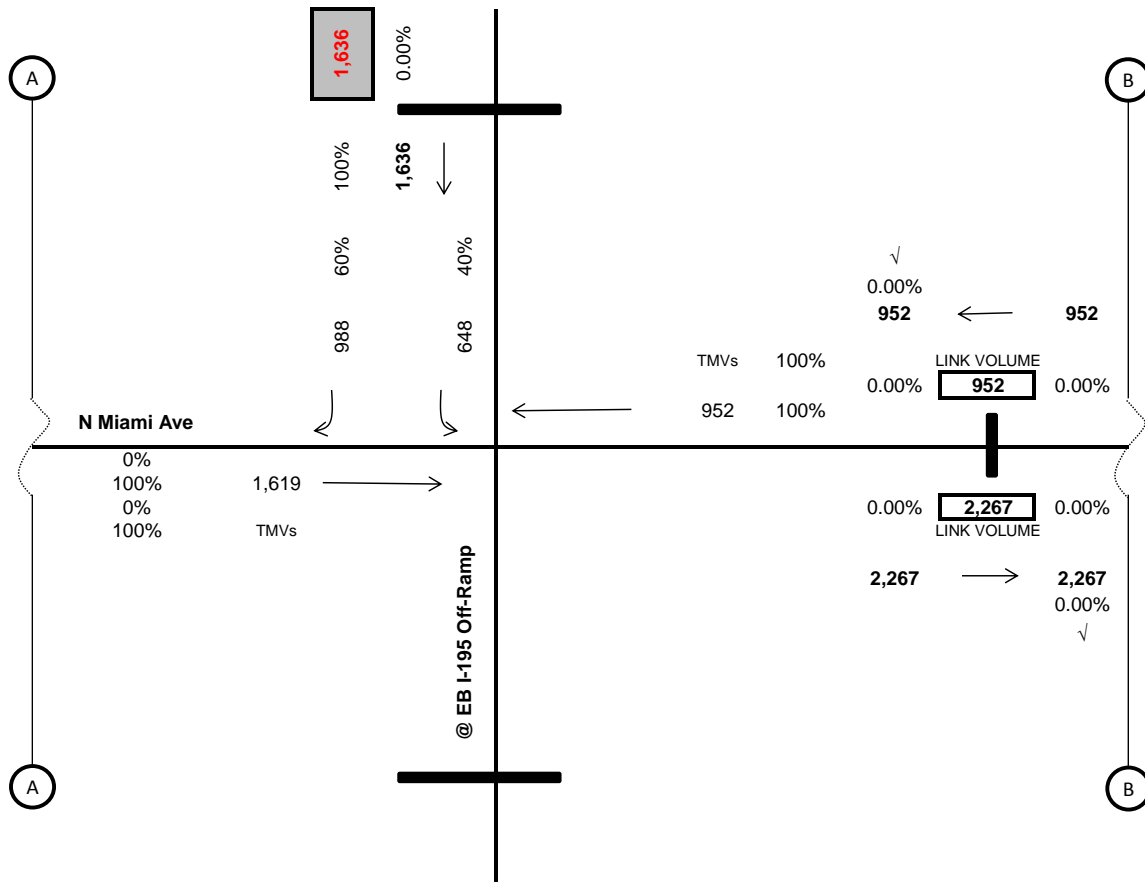 1,636
0.00%
A
B
100%
1,636
60%
40%
√
0.00%
988
648
952
952
TMVs 100%
LINK VOLUME
0.00% 952 0.00%
952 100%
N Miami Ave
0%
100% 1,619
0%
100% TMVs
0.00% 2,267 0.00%
LINK VOLUME
2,267 2,267
0.00%
√
@ EB I-195 Off-Ramp
A
B